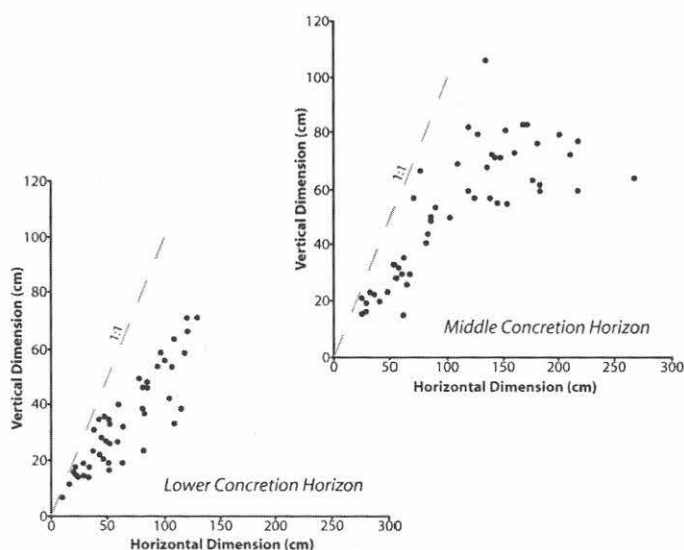 120
100
80
60
40
20
0
Vertical Dimension (cm)
1:1
Middle Concretion Horizon
0 50 100 150 200 250 300
Horizontal Dimension (cm)
120
100
80
60
40
20
0
Vertical Dimension (cm)
1:1
Lower Concretion Horizon
0 50 100 150 200 250 300
Horizontal Dimension (cm)